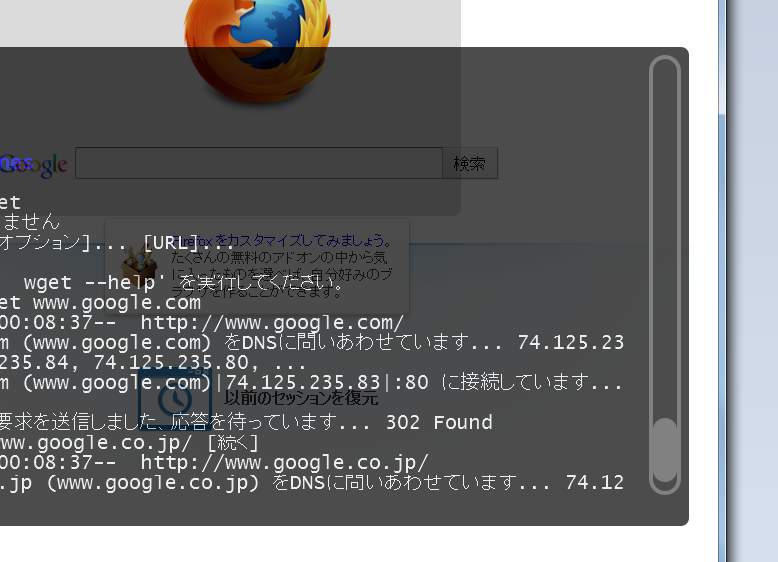 Google
検索
nes
et
ません
オプション]... [URL]...
Firefox をカスタマイズしてみましょう。
たくさんの無料のアドオンの中から気
に入ったものを選べば、自分好みのブ
ラウザを作ることができます。
wget --help' を実行してください。
et www.google.com
00:08:37-- http://www.google.com/
m (www.google.com) をDNSに問いあわせています... 74.125.23
235.84, 74.125.235.80, ...
m (www.google.com)|74.125.235.83|:80 に接続しています...
以前のセッションを復元
要求を送信しました、応答を待っています... 302 Found
www.google.co.jp/ [続く]
00:08:37-- http://www.google.co.jp/
.jp (www.google.co.jp) をDNSに問いあわせています... 74.12